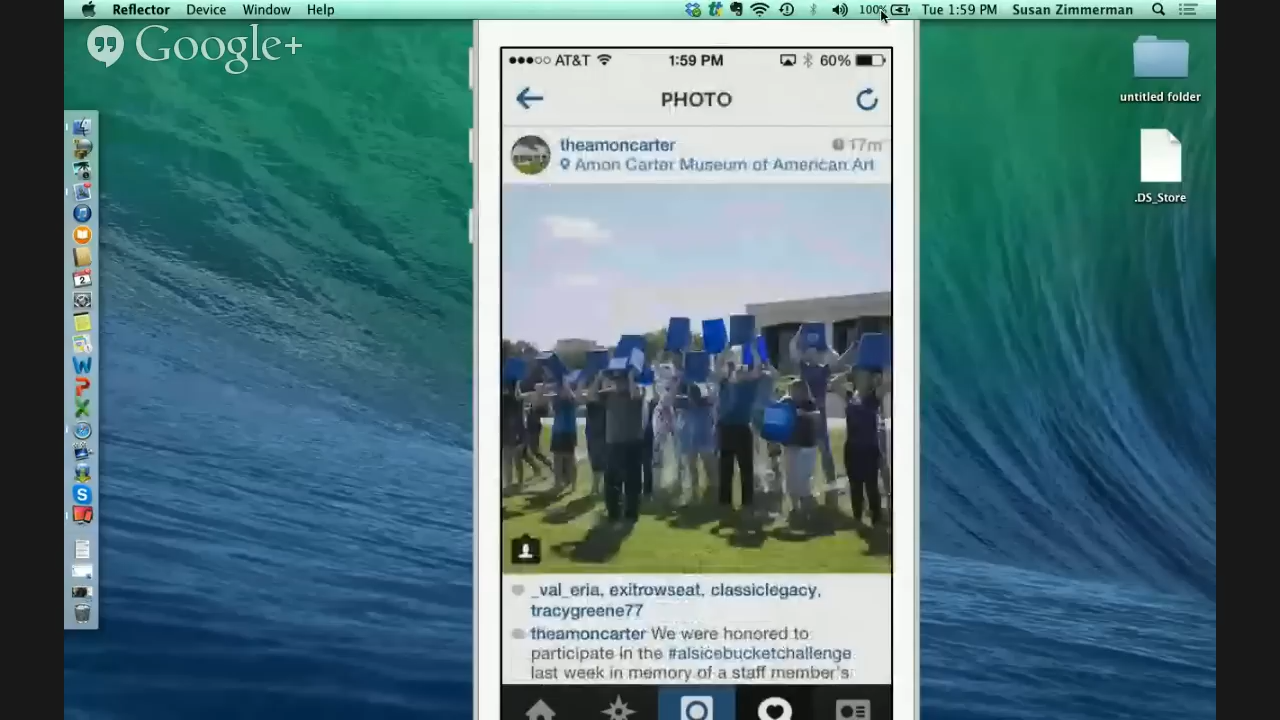 Reflector Device Window Help
100% Tue 1:59 PM Susan Zimmerman
Google+
untitled folder
.DS_Store
AT&T 1:59 PM 60%
PHOTO
theamoncarter 17m
Amon Carter Museum of American Art
_val_eria, exitrowseat, classiclegacy,
tracygreene77
theamoncarter We were honored to
participate in the #alsicebucketchallenge
last week in memory of a staff member's